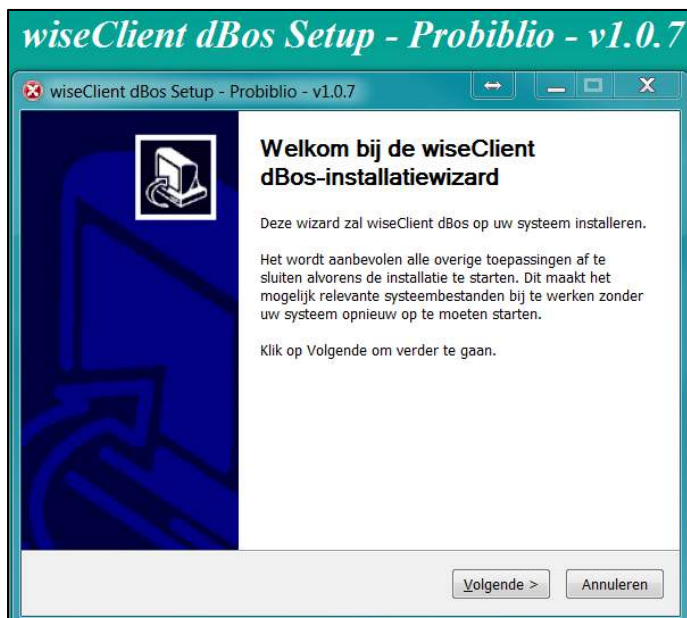 wiseClient dBos Setup - Probiblio - v1.0.7
wiseClient dBos Setup - Probiblio - v1.0.7
Welkom bij de wiseClient
dBos-installatiewizard
Deze wizard zal wiseClient dBos op uw systeem installeren.
Het wordt aanbevolen alle overige toepassingen af te
sluiten alvorens de installatie te starten. Dit maakt het
mogelijk relevante systeembestanden bij te werken zonder
uw systeem opnieuw op te moeten starten.
Klik op Volgende om verder te gaan.
Volgende >
Annuleren